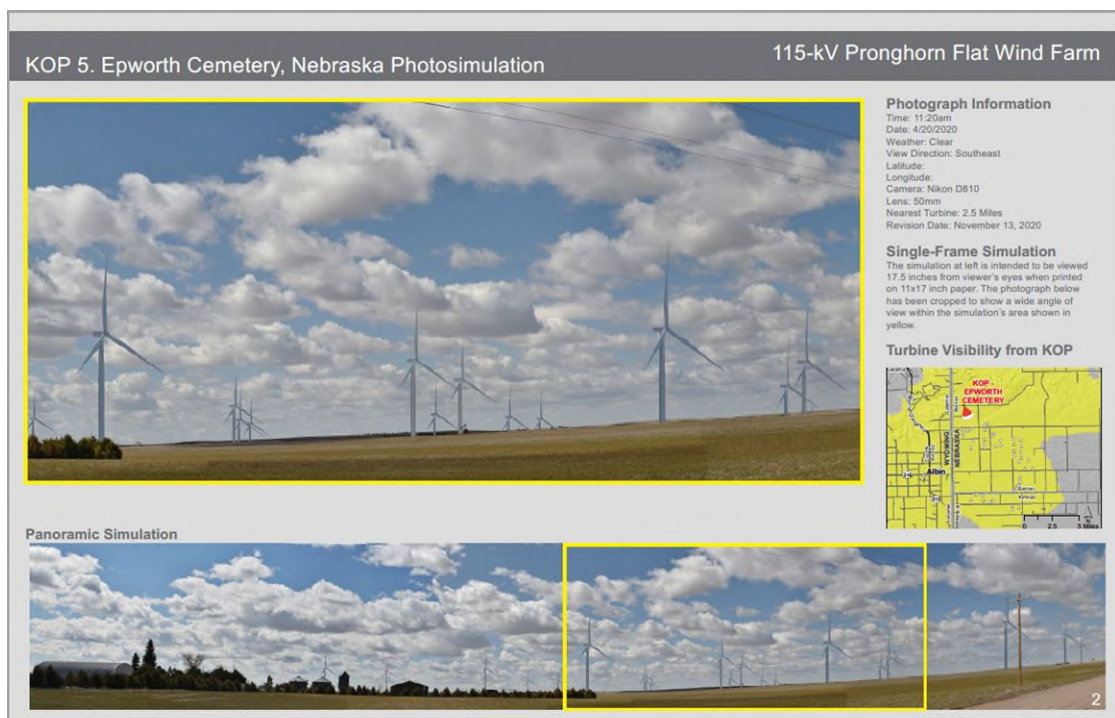 KOP 5. Epworth Cemetery, Nebraska Photosimulation
115-kV Pronghorn Flat Wind Farm
Photograph Information
Time: 11:20am
Date: 4/20/2020
Weather: Clear
View Direction: Southeast
Latitude:
Longitude:
Camera: Nikon D810
Lens: 50mm
Nearest Turbine: 2.5 Miles
Revision Date: November 13, 2020
Single-Frame Simulation
The simulation at left is intended to be viewed
17.5 inches from viewer's eyes when printed
on 11x17 inch paper. The photograph below
has been cropped to show a wide angle of
view within the simulation's area shown in
yellow.
Turbine Visibility from KOP
KOP -
EPWORTH
CEMETERY
WYOMING
NEBRASKA
Albin
0 2.5 5 Miles
Panoramic Simulation
2